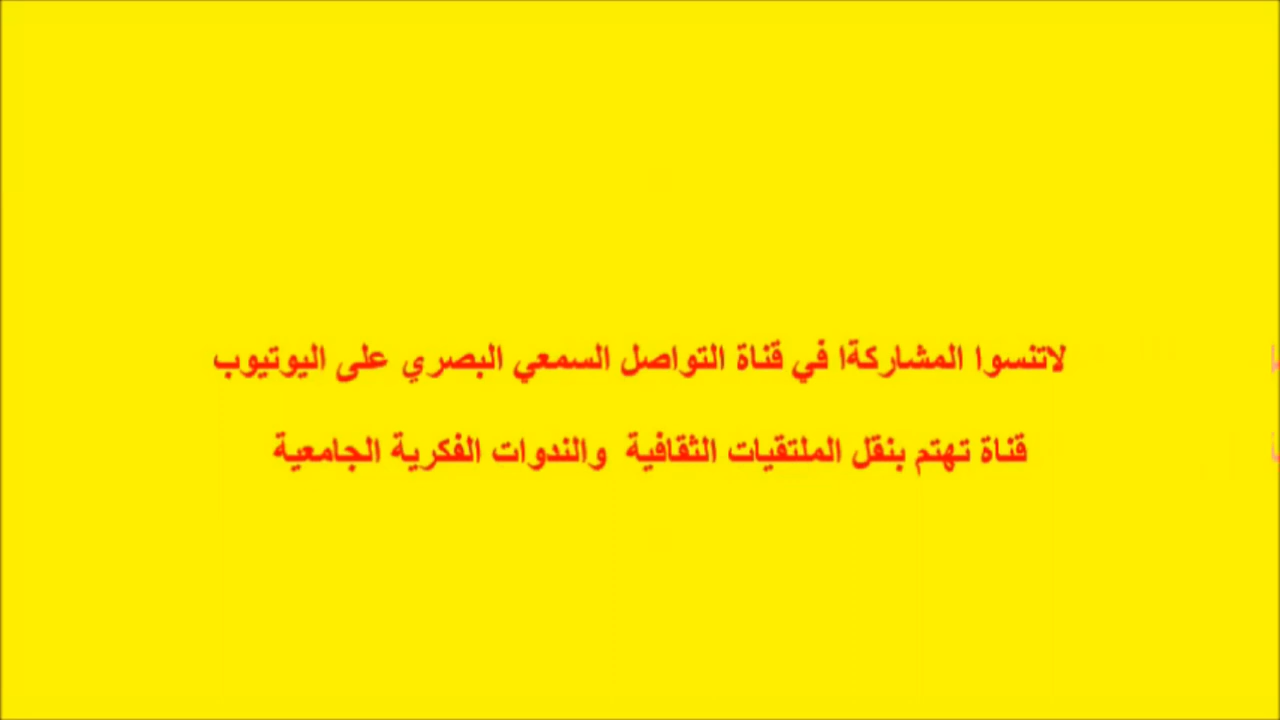 لاتنسوا المشاركةا في قناة التواصل السمعي البصري على اليوتيوب
قناة تهتم بنقل الملتقيات الثقافية والندوات الفكرية الجامعية